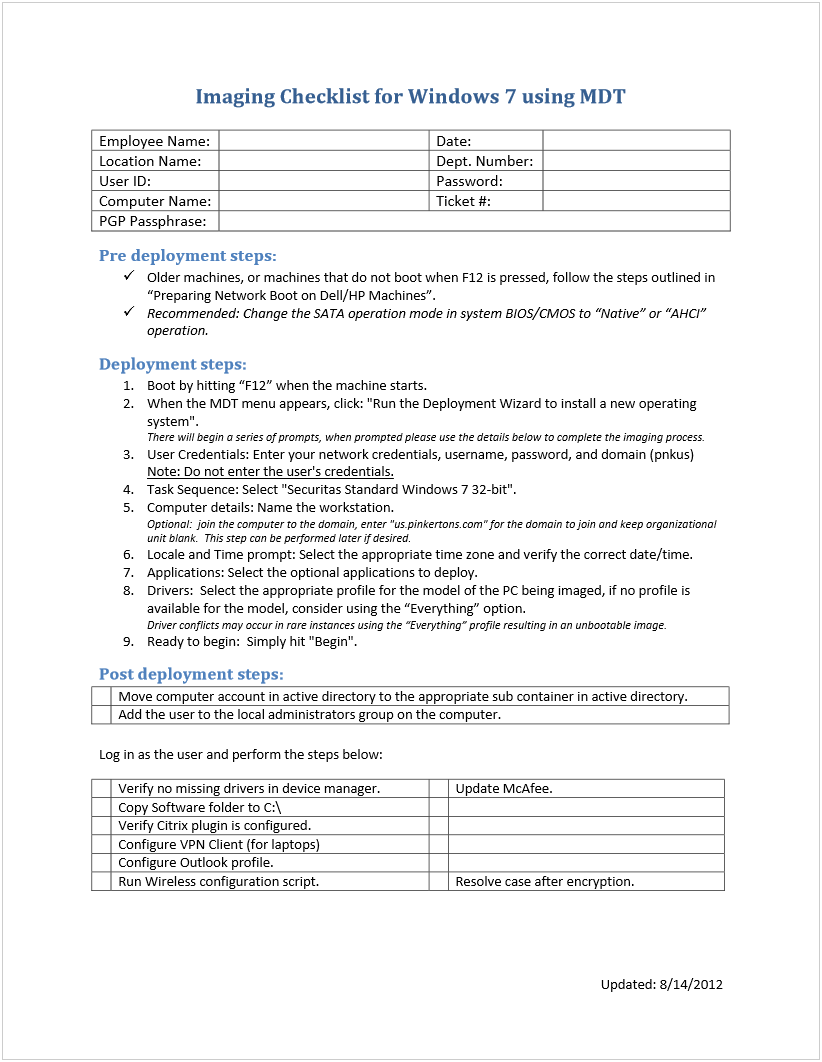 Imaging Checklist for Windows 7 using MDT
Employee Name: Date:
Location Name: Dept. Number:
User ID: Password:
Computer Name: Ticket #:
PGP Passphrase:
Pre deployment steps:
✓ Older machines, or machines that do not boot when F12 is pressed, follow the steps outlined in
“Preparing Network Boot on Dell/HP Machines”.
✓ Recommended: Change the SATA operation mode in system BIOS/CMOS to “Native” or “AHCI”
operation.
Deployment steps:
1. Boot by hitting “F12” when the machine starts.
2. When the MDT menu appears, click: "Run the Deployment Wizard to install a new operating
system".
There will begin a series of prompts, when prompted please use the details below to complete the imaging process.
3. User Credentials: Enter your network credentials, username, password, and domain (pnkus)
Note: Do not enter the user's credentials.
4. Task Sequence: Select "Securitas Standard Windows 7 32-bit".
5. Computer details: Name the workstation.
Optional: join the computer to the domain, enter "us.pinkertons.com" for the domain to join and keep organizational
unit blank. This step can be performed later if desired.
6. Locale and Time prompt: Select the appropriate time zone and verify the correct date/time.
7. Applications: Select the optional applications to deploy.
8. Drivers: Select the appropriate profile for the model of the PC being imaged, if no profile is
available for the model, consider using the “Everything” option.
Driver conflicts may occur in rare instances using the “Everything” profile resulting in an unbootable image.
9. Ready to begin: Simply hit "Begin".
Post deployment steps:
Move computer account in active directory to the appropriate sub container in active directory.
Add the user to the local administrators group on the computer.
Log in as the user and perform the steps below:
Verify no missing drivers in device manager. Update McAfee.
Copy Software folder to C:\
Verify Citrix plugin is configured.
Configure VPN Client (for laptops)
Configure Outlook profile.
Run Wireless configuration script. Resolve case after encryption.
Updated: 8/14/2012